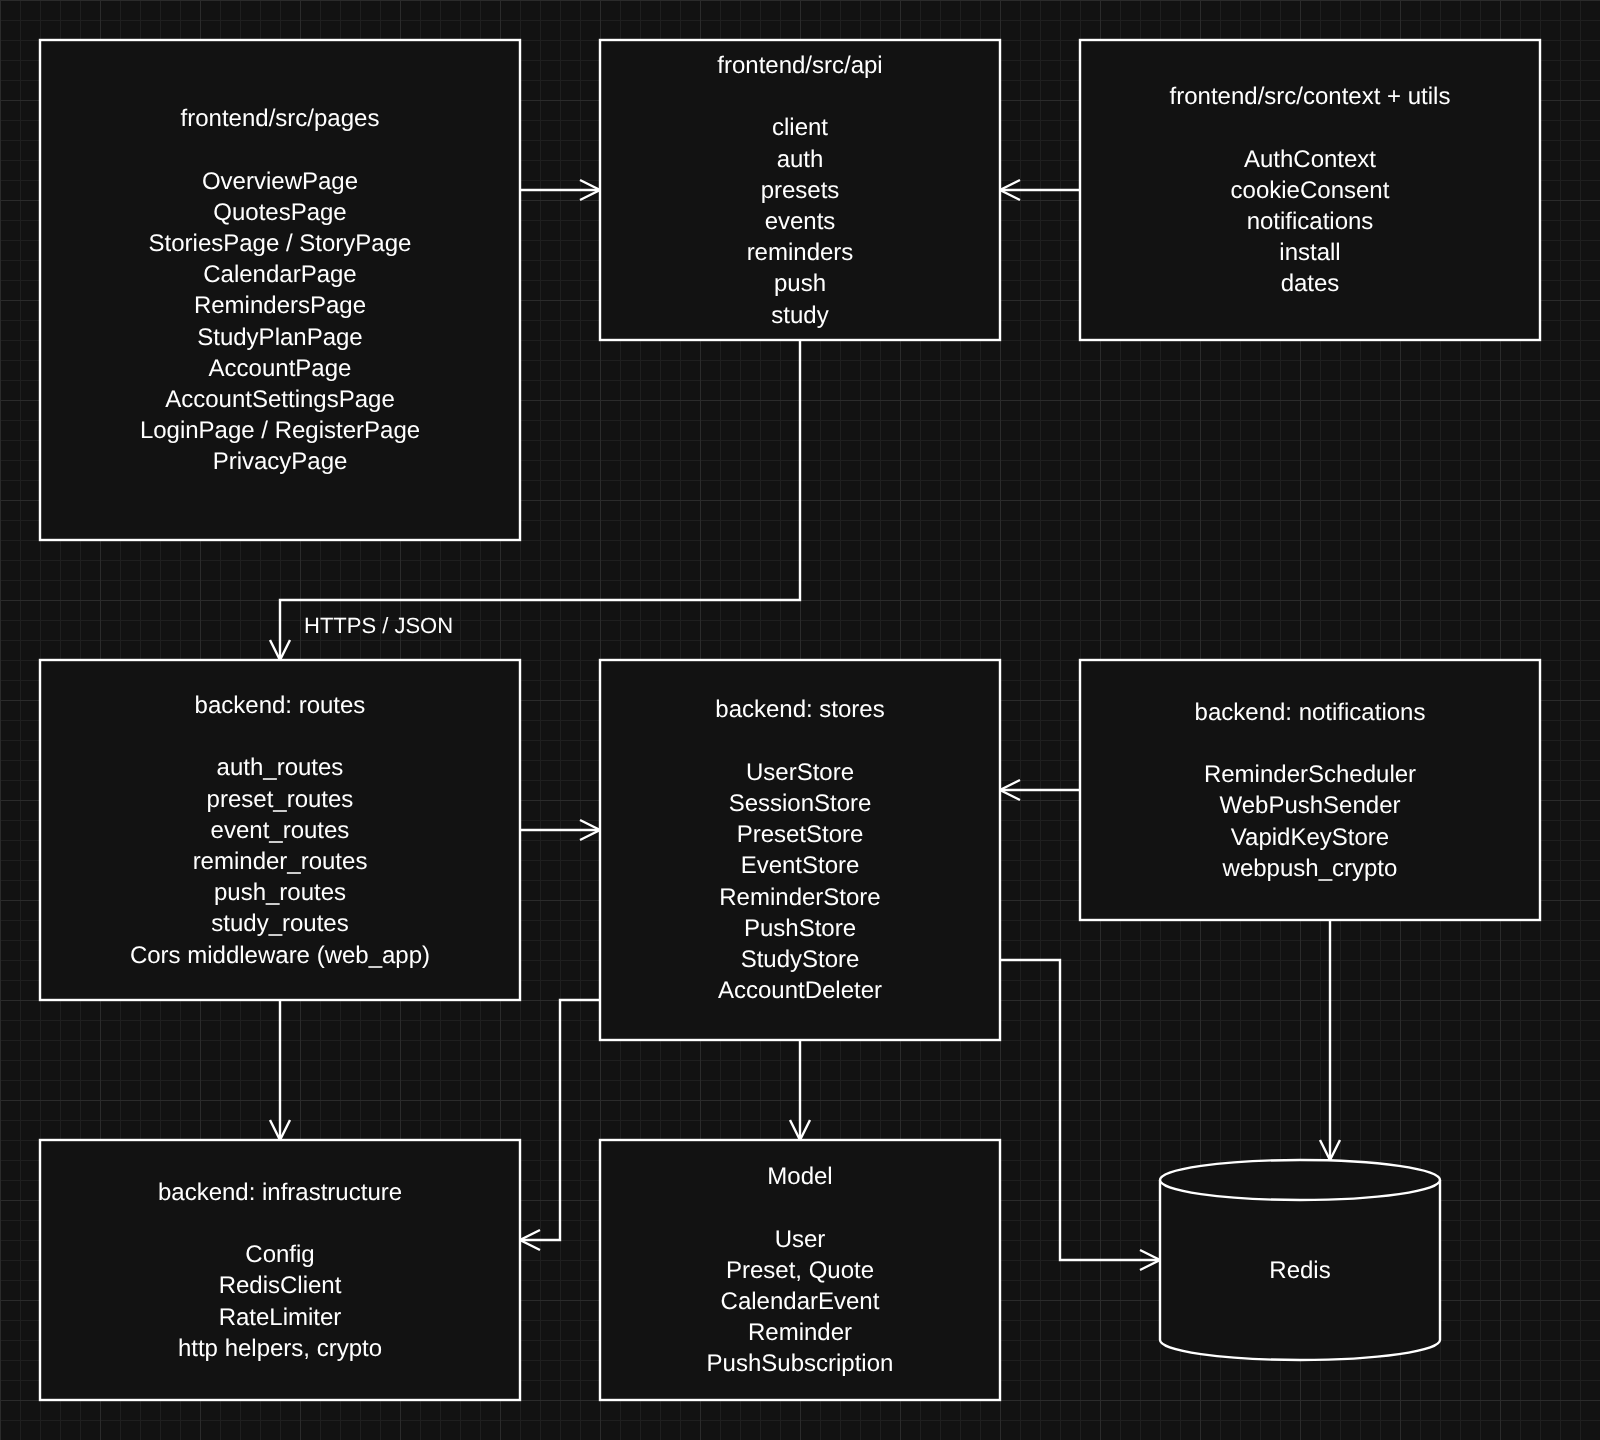 frontend/src/pages
OverviewPage
QuotesPage
StoriesPage / StoryPage
CalendarPage
RemindersPage
StudyPlanPage
AccountPage
AccountSettingsPage
LoginPage / RegisterPage
PrivacyPage
frontend/src/api
client
auth
presets
events
reminders
push
study
frontend/src/context + utils
AuthContext
cookieConsent
notifications
install
dates
HTTPS / JSON
backend: routes
auth_routes
preset_routes
event_routes
reminder_routes
push_routes
study_routes
Cors middleware (web_app)
backend: stores
UserStore
SessionStore
PresetStore
EventStore
ReminderStore
PushStore
StudyStore
AccountDeleter
backend: notifications
ReminderScheduler
WebPushSender
VapidKeyStore
webpush_crypto
backend: infrastructure
Config
RedisClient
RateLimiter
http helpers, crypto
Model
User
Preset, Quote
CalendarEvent
Reminder
PushSubscription
Redis